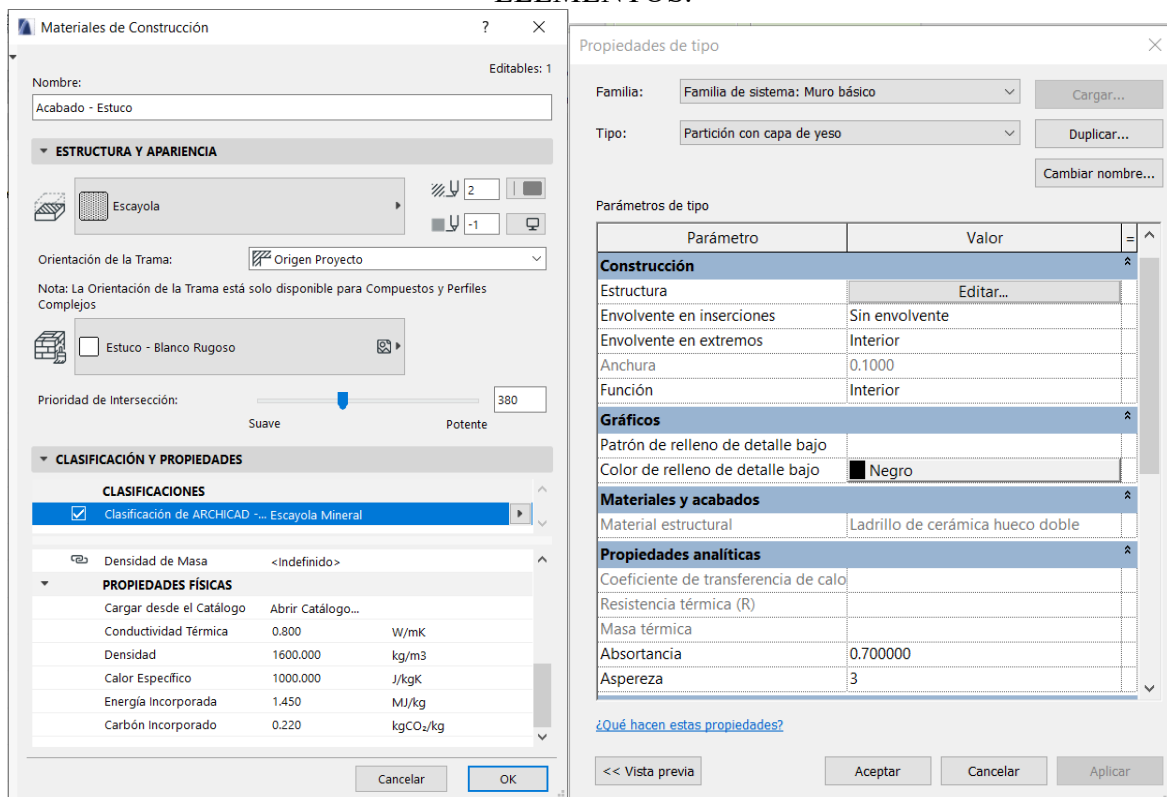 ELEMENTOS.
Materiales de Construcción ? ×
Editables: 1
Nombre:
Acabado - Estuco
ESTRUCTURA Y APARIENCIA
Escayola
2
-1
Orientación de la Trama: Origen Proyecto
Nota: La Orientación de la Trama está solo disponible para Compuestos y Perfiles
Complejos
Estuco - Blanco Rugoso
Prioridad de Intersección: 380
Suave Potente
CLASIFICACIÓN Y PROPIEDADES
CLASIFICACIONES
Clasificación de ARCHICAD -... Escayola Mineral
Densidad de Masa <Indefinido>
PROPIEDADES FÍSICAS
Cargar desde el Catálogo Abrir Catálogo...
Conductividad Térmica 0.800 W/mK
Densidad 1600.000 kg/m3
Calor Específico 1000.000 J/kgK
Energía Incorporada 1.450 MJ/kg
Carbón Incorporado 0.220 kgCO₂/kg
Cancelar OK
Propiedades de tipo ×
Familia: Familia de sistema: Muro básico Cargar...
Tipo: Partición con capa de yeso Duplicar...
Cambiar nombre...
Parámetros de tipo
Parámetro Valor =
Construcción
Estructura Editar...
Envolvente en inserciones Sin envolvente
Envolvente en extremos Interior
Anchura 0.1000
Función Interior
Gráficos
Patrón de relleno de detalle bajo
Color de relleno de detalle bajo Negro
Materiales y acabados
Material estructural Ladrillo de cerámica hueco doble
Propiedades analíticas
Coeficiente de transferencia de calo
Resistencia térmica (R)
Masa térmica
Absortancia 0.700000
Aspereza 3
¿Qué hacen estas propiedades?
<< Vista previa Aceptar Cancelar Aplicar